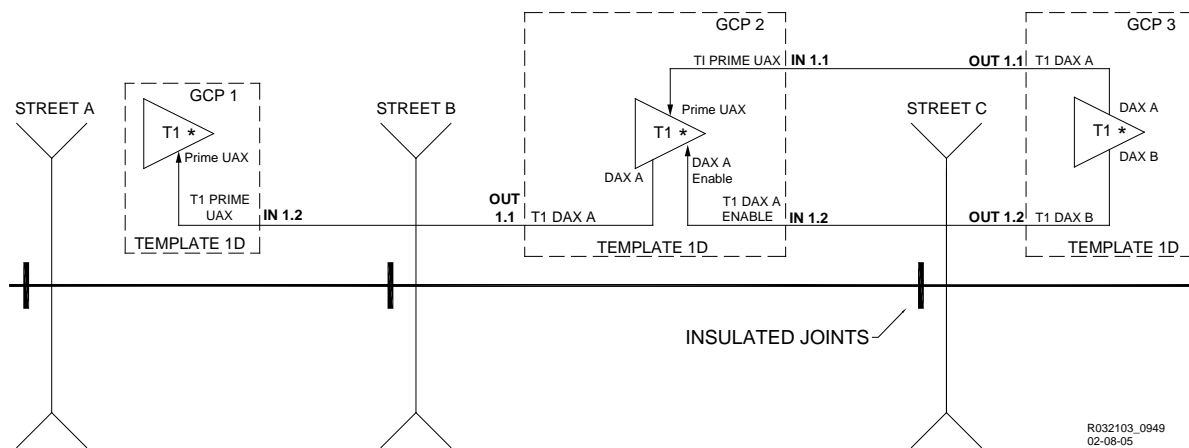 GCP 2
GCP 3
TI PRIME UAX
IN 1.1
OUT 1.1
T1 DAX A
GCP 1
STREET A
STREET B
STREET C
DAX A
Prime UAX
T1 *
T1 *
T1 *
Prime UAX
DAX B
DAX A
DAX A
Enable
T1 PRIME
UAX
IN 1.2
OUT
1.1
T1 DAX A
T1 DAX A
ENABLE
IN 1.2
OUT 1.2
T1 DAX B
TEMPLATE 1D
TEMPLATE 1D
TEMPLATE 1D
INSULATED JOINTS
R032103_0949
02-08-05